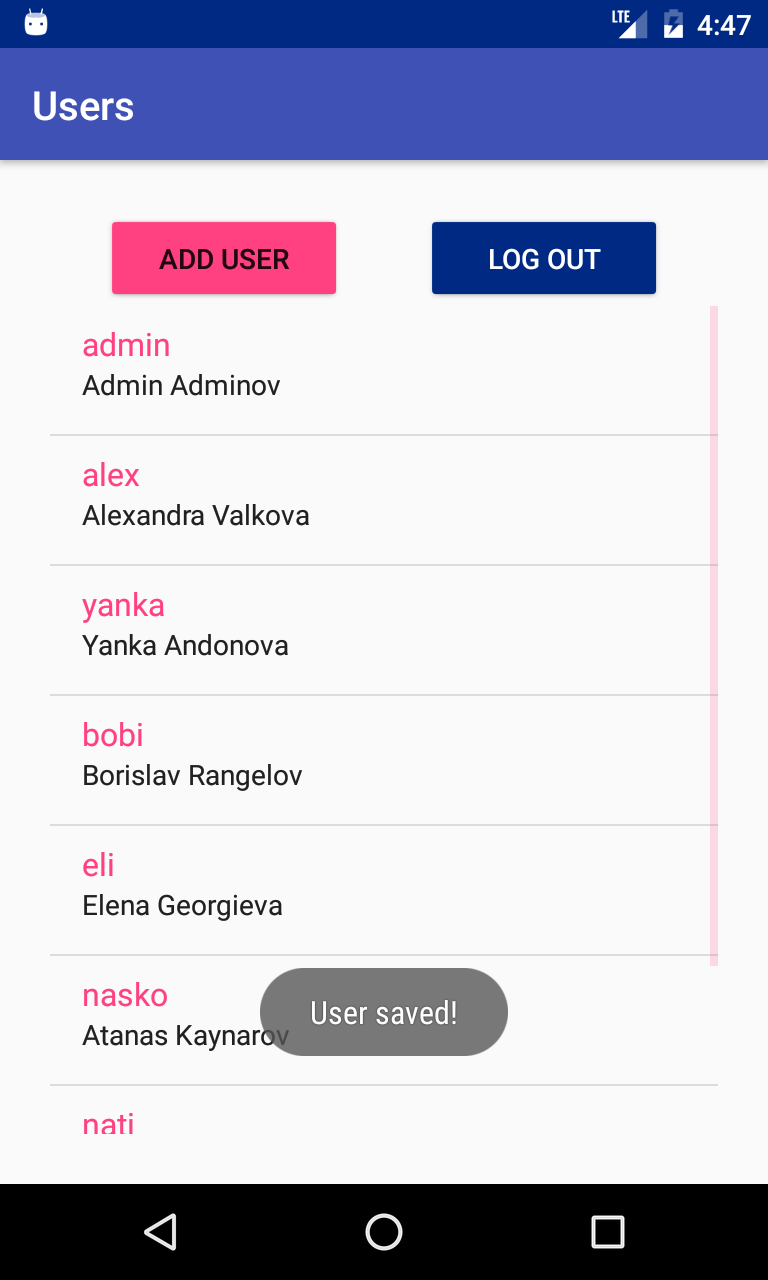 LTE 4:47
Users
ADD USER LOG OUT
admin
Admin Adminov
alex
Alexandra Valkova
yanka
Yanka Andonova
bobi
Borislav Rangelov
eli
Elena Georgieva
nasko
Atanas Kaynarov
User saved!
nati